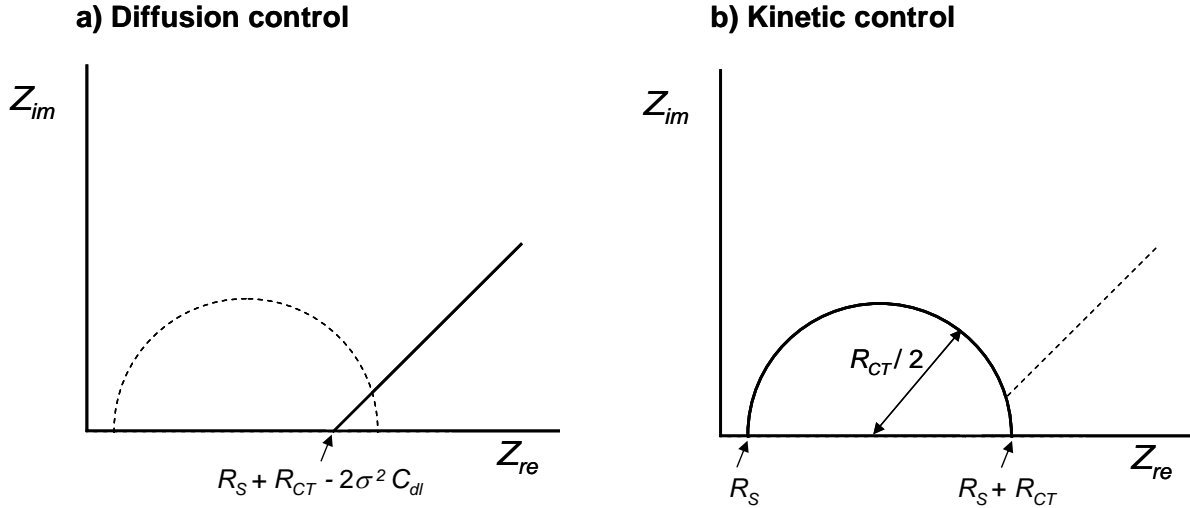 a) Diffusion control
Z_im
Z_re
R_S + R_CT - 2σ² C_dl
b) Kinetic control
Z_im
R_CT / 2
Z_re
R_S
R_S + R_CT